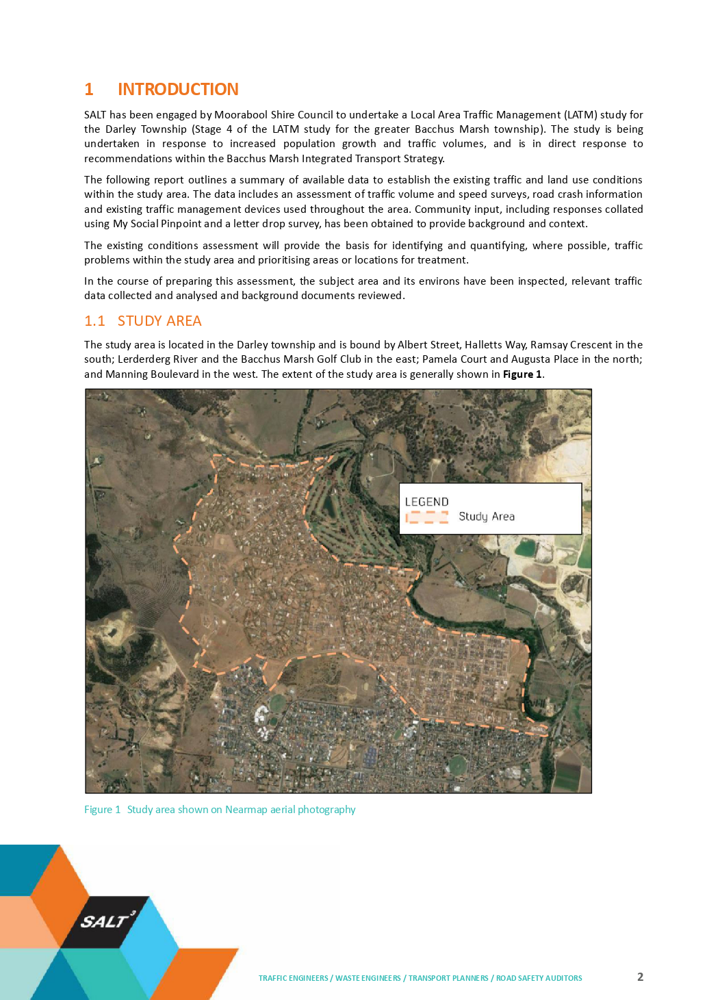 1 INTRODUCTION
SALT has been engaged by Moorabool Shire Council to undertake a Local Area Traffic Management (LATM) study for
the Darley Township (Stage 4 of the LATM study for the greater Bacchus Marsh township). The study is being
undertaken in response to increased population growth and traffic volumes, and is in direct response to
recommendations within the Bacchus Marsh Integrated Transport Strategy.
The following report outlines a summary of available data to establish the existing traffic and land use conditions
within the study area. The data includes an assessment of traffic volume and speed surveys, road crash information
and existing traffic management devices used throughout the area. Community input, including responses collated
using My Social Pinpoint and a letter drop survey, has been obtained to provide background and context.
The existing conditions assessment will provide the basis for identifying and quantifying, where possible, traffic
problems within the study area and prioritising areas or locations for treatment.
In the course of preparing this assessment, the subject area and its environs have been inspected, relevant traffic
data collected and analysed and background documents reviewed.
1.1 STUDY AREA
The study area is located in the Darley township and is bound by Albert Street, Halletts Way, Ramsay Crescent in the
south; Lerderderg River and the Bacchus Marsh Golf Club in the east; Pamela Court and Augusta Place in the north;
and Manning Boulevard in the west. The extent of the study area is generally shown in Figure 1.
LEGEND
Study Area
Figure 1 Study area shown on Nearmap aerial photography
SALT3
TRAFFIC ENGINEERS / WASTE ENGINEERS / TRANSPORT PLANNERS / ROAD SAFETY AUDITORS
2